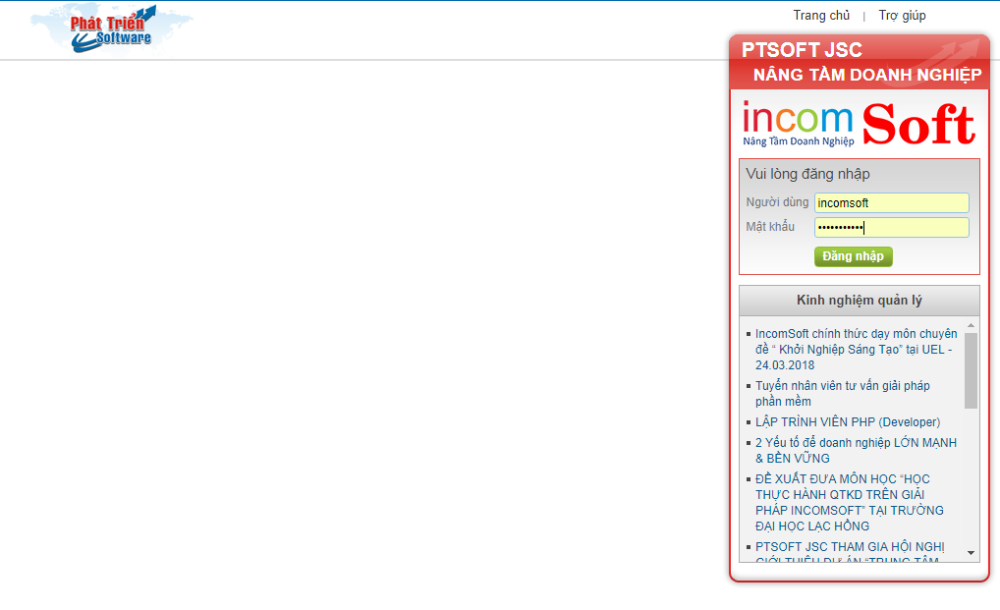 Phát Triển
Software
Trang chủ | Trợ giúp
PTSOFT JSC
NÂNG TẦM DOANH NGHIỆP
incom Soft
Nâng Tầm Doanh Nghiệp
Vui lòng đăng nhập
Người dùng incomsoft
Mật khẩu •••••••••••
Đăng nhập
Kinh nghiệm quản lý
IncomSoft chính thức dạy môn chuyên
đề “ Khởi Nghiệp Sáng Tạo” tại UEL -
24.03.2018
Tuyển nhân viên tư vấn giải pháp
phần mềm
LẬP TRÌNH VIÊN PHP (Developer)
2 Yếu tố để doanh nghiệp LỚN MẠNH
& BỀN VỮNG
ĐỀ XUẤT ĐƯA MÔN HỌC “HỌC
THỰC HÀNH QTKD TRÊN GIẢI
PHÁP INCOMSOFT” TẠI TRƯỜNG
ĐẠI HỌC LẠC HỒNG
PTSOFT JSC THAM GIA HỘI NGHỊ
GIỚI THIỆU DỰ ÁN “TRUNG TÂM